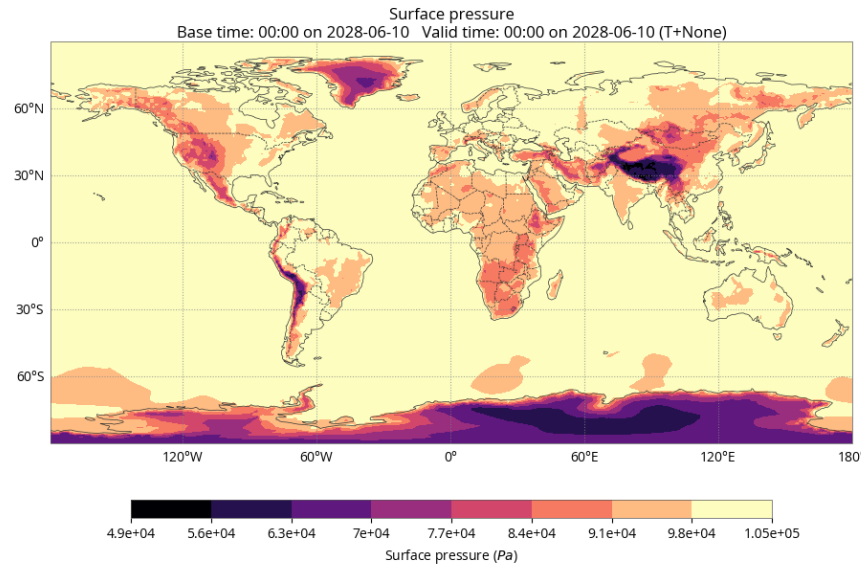 Surface pressure
Base time: 00:00 on 2028-06-10   Valid time: 00:00 on 2028-06-10 (T+None)
60°N
30°N
0°
30°S
60°S
120°W 60°W 0° 60°E 120°E 180°
4.9e+04 5.6e+04 6.3e+04 7e+04 7.7e+04 8.4e+04 9.1e+04 9.8e+04 1.05e+05
Surface pressure (Pa)